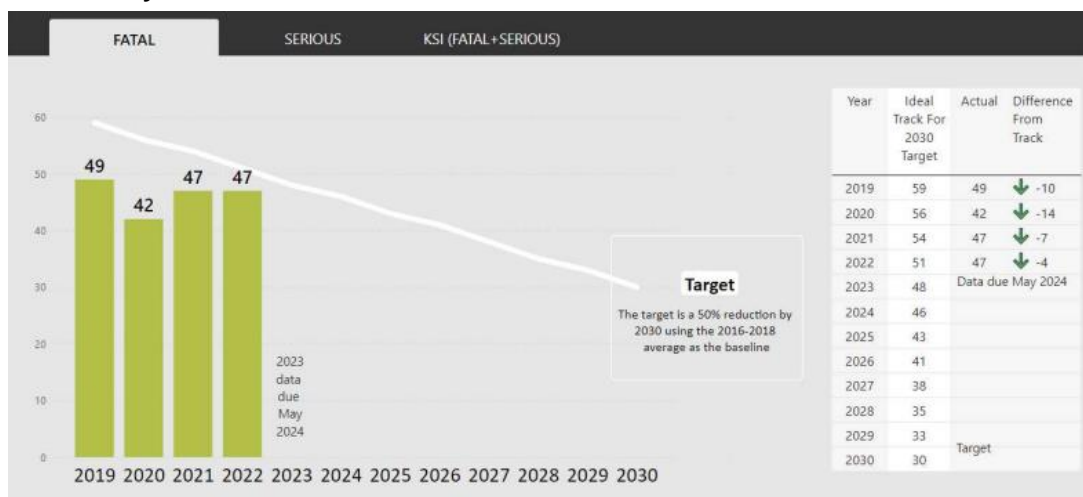 FATAL SERIOUS KSI (FATAL+SERIOUS)
60
50
40
30
20
10
0
49
42
47
47
2023
data
due
May
2024
Target
The target is a 50% reduction by
2030 using the 2016-2018
average as the baseline
2019 2020 2021 2022 2023 2024 2025 2026 2027 2028 2029 2030
Year Ideal Actual Difference
Track For From
2030 Track
Target
2019 59 49 -10
2020 56 42 -14
2021 54 47 -7
2022 51 47 -4
2023 48 Data due May 2024
2024 46
2025 43
2026 41
2027 38
2028 35
2029 33
Target
2030 30